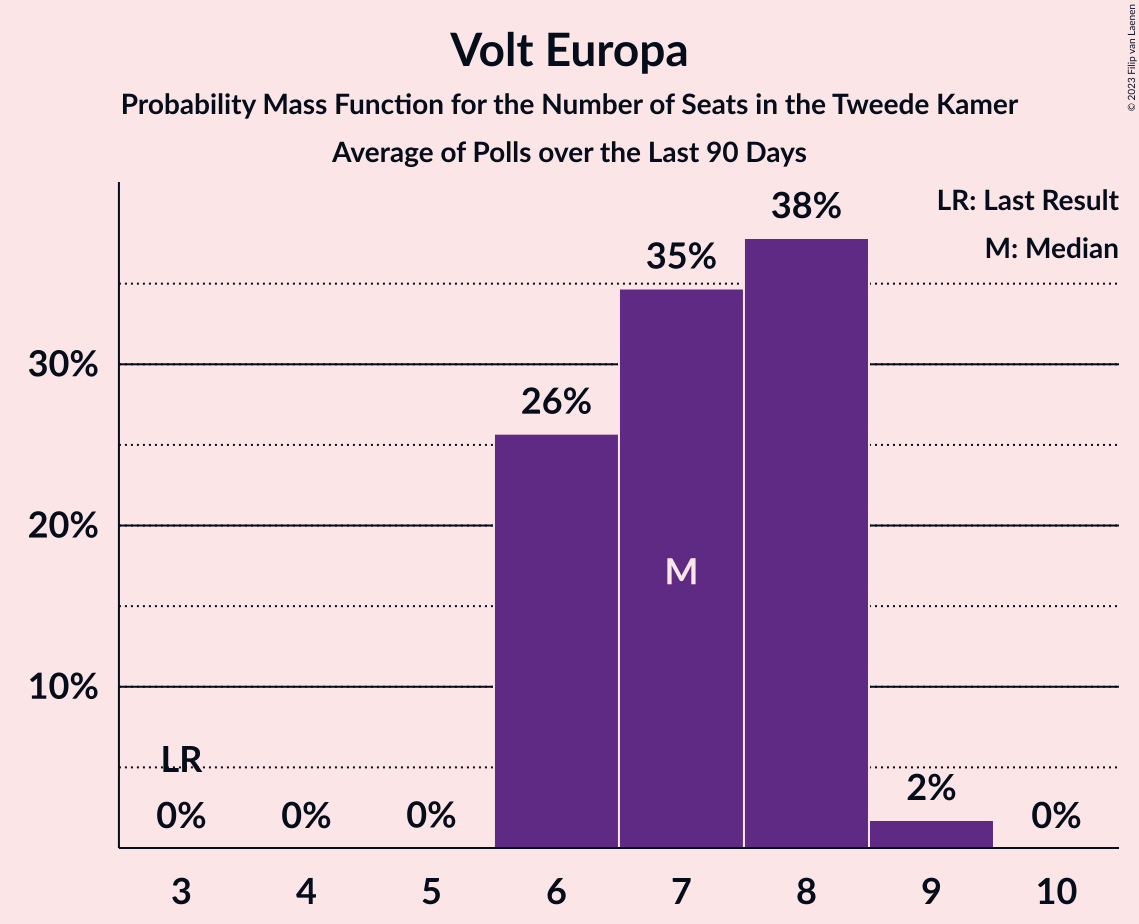 Volt Europa
Probability Mass Function for the Number of Seats in the Tweede Kamer
Average of Polls over the Last 90 Days
© 2023 Filip van Laenen
LR: Last Result
M: Median
38%
35%
30%
26%
20%
M
10%
LR
2%
0%
0%
0%
0%
3 4 5 6 7 8 9 10